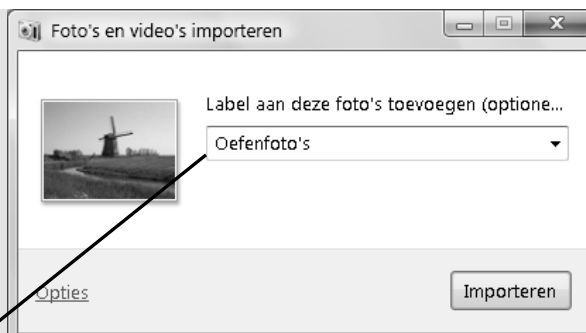 Foto's en video's importeren
Label aan deze foto's toevoegen (optione...
Oefenfoto's
Opties
Importeren